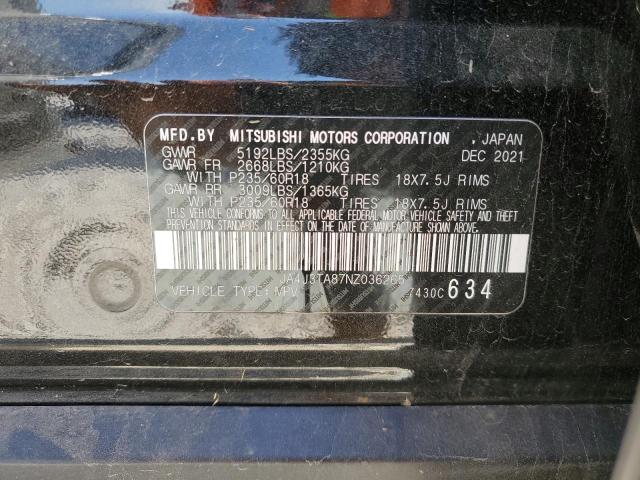 MFD.BY MITSUBISHI MOTORS CORPORATION , JAPAN
GVWR 5192LBS/2355KG DEC 2021
GAWR FR 2668LBS/1210KG
WITH P235/60R18 TIRES 18X7.5J RIMS
GAWR RR 3009LBS/1365KG
WITH P235/60R18 TIRES 18X7.5J RIMS
THIS VEHICLE CONFORMS TO ALL APPLICABLE FEDERAL MOTOR VEHICLE SAFETY AND THEFT
PREVENTION STANDARDS IN EFFECT ON THE DATE OF MANUFACTURE SHOWN ABOVE.
JA4J3TA87NZ036265
VEHICLE TYPE:MPV 7430C 634